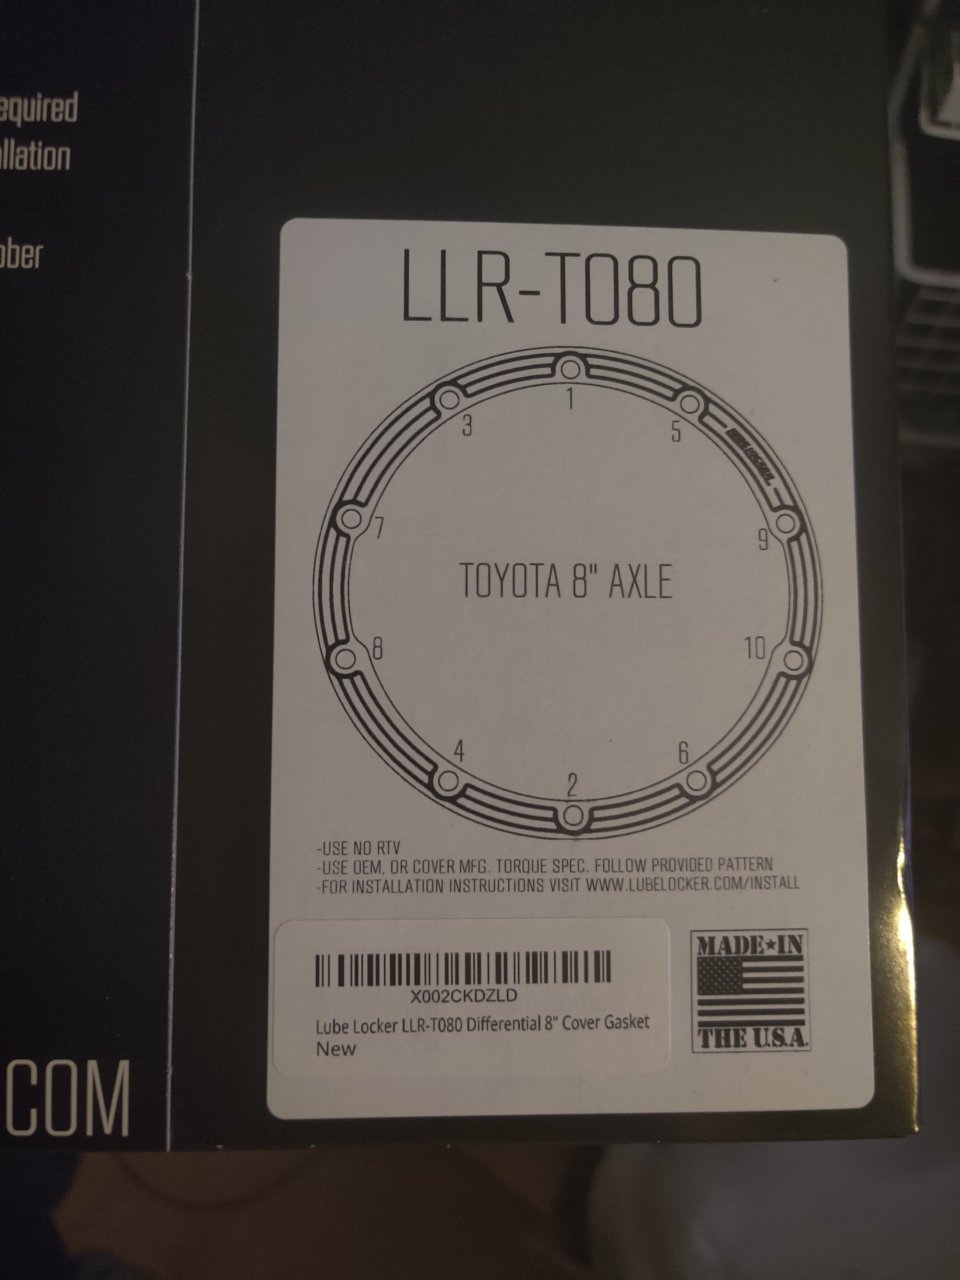 equired
llation
ber
LLR-T080
1
3
5
7
9
TOYOTA 8" AXLE
8
10
4
6
2
-USE NO RTV
-USE OEM, OR COVER MFG. TORQUE SPEC. FOLLOW PROVIDED PATTERN
-FOR INSTALLATION INSTRUCTIONS VISIT WWW.LUBELOCKER.COM/INSTALL
X002CKDZLD
Lube Locker LLR-T080 Differential 8" Cover Gasket
New
MADE★IN
THE U.S.A.
COM